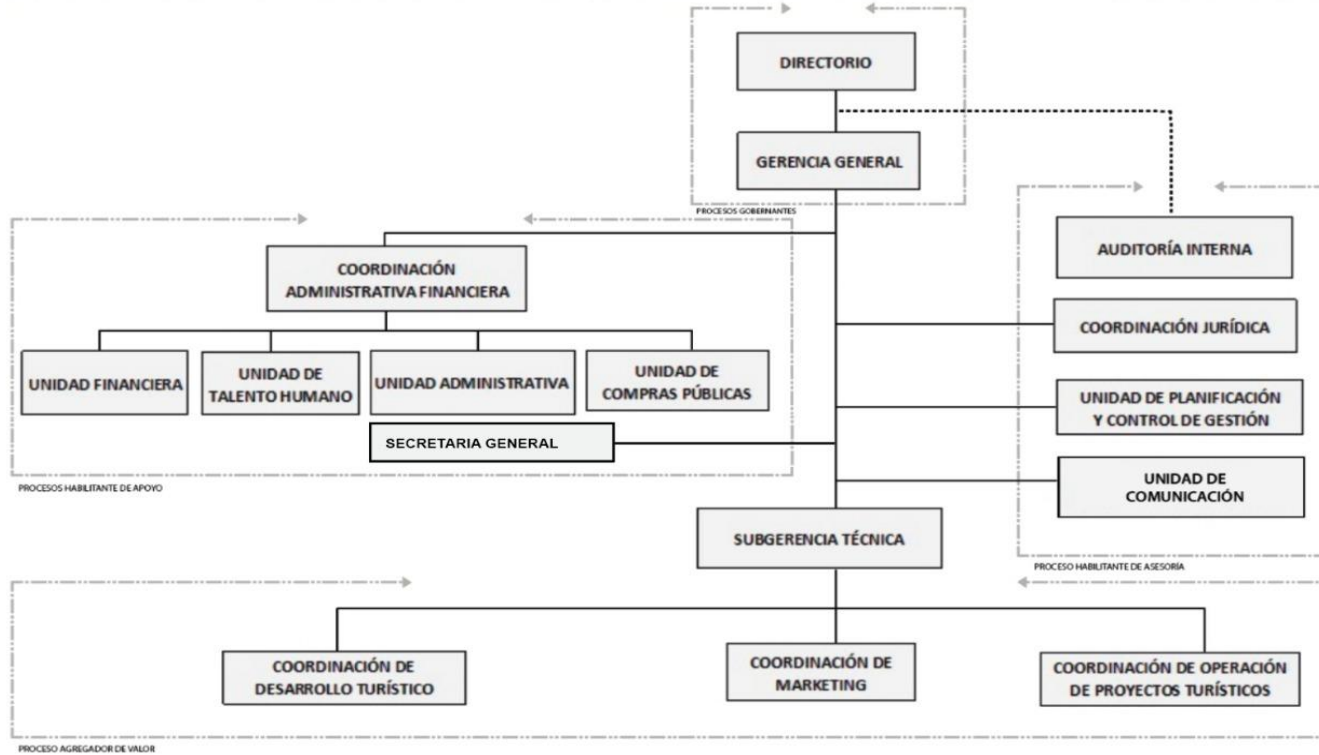 DIRECTORIO
GERENCIA GENERAL
PROCESOS GOBERNANTES
COORDINACIÓN
ADMINISTRATIVA FINANCIERA
UNIDAD FINANCIERA
UNIDAD DE
TALENTO HUMANO
UNIDAD ADMINISTRATIVA
UNIDAD DE
COMPRAS PÚBLICAS
SECRETARIA GENERAL
PROCESOS HABILITANTE DE APOYO
AUDITORÍA INTERNA
COORDINACIÓN JURÍDICA
UNIDAD DE PLANIFICACIÓN
Y CONTROL DE GESTIÓN
UNIDAD DE
COMUNICACIÓN
PROCESO HABILITANTE DE ASESORÍA
SUBGERENCIA TÉCNICA
COORDINACIÓN DE
DESARROLLO TURÍSTICO
COORDINACIÓN DE
MARKETING
COORDINACIÓN DE OPERACIÓN
DE PROYECTOS TURÍSTICOS
PROCESO AGREGADOR DE VALOR